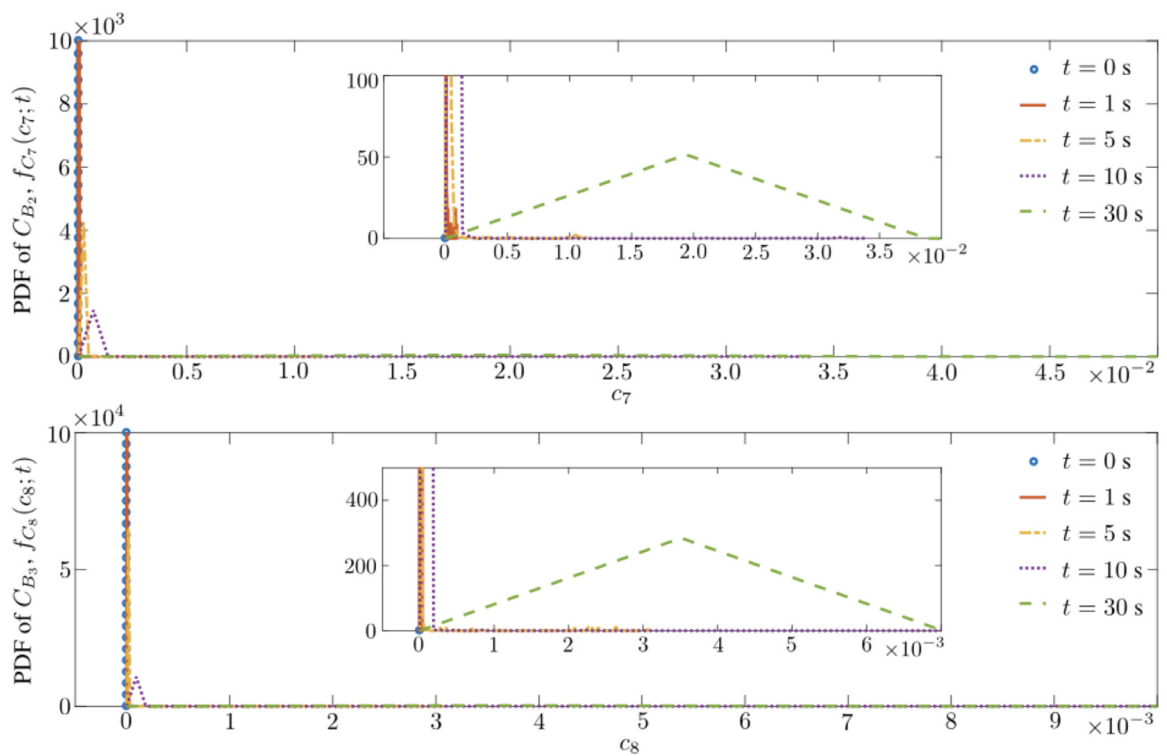 ×10³
10
8
6
4
2
0
PDF of C_{B_2}, f_{C_7}(c_7; t)
100
50
0
0 0.5 1.0 1.5 2.0 2.5 3.0 3.5 ×10⁻²
t = 0 s
t = 1 s
t = 5 s
t = 10 s
t = 30 s
0 0.5 1.0 1.5 2.0 2.5 3.0 3.5 4.0 4.5 ×10⁻²
c_7
×10⁴
10
5
0
PDF of C_{B_3}, f_{C_8}(c_8; t)
400
200
0
0 1 2 3 4 5 6 ×10⁻³
t = 0 s
t = 1 s
t = 5 s
t = 10 s
t = 30 s
0 1 2 3 4 5 6 7 8 9 ×10⁻³
c_8